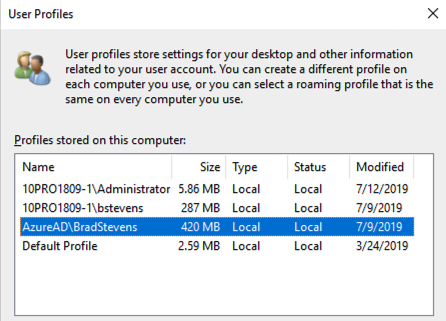 User Profiles
User profiles store settings for your desktop and other information
related to your user account. You can create a different profile on
each computer you use, or you can select a roaming profile that is the
same on every computer you use.
Profiles stored on this computer:
Name Size Type Status Modified
10PRO1809-1\Administrator 5.86 MB Local Local 7/12/2019
10PRO1809-1\bstevens 287 MB Local Local 7/9/2019
AzureAD\BradStevens 420 MB Local Local 7/9/2019
Default Profile 2.59 MB Local Local 3/24/2019